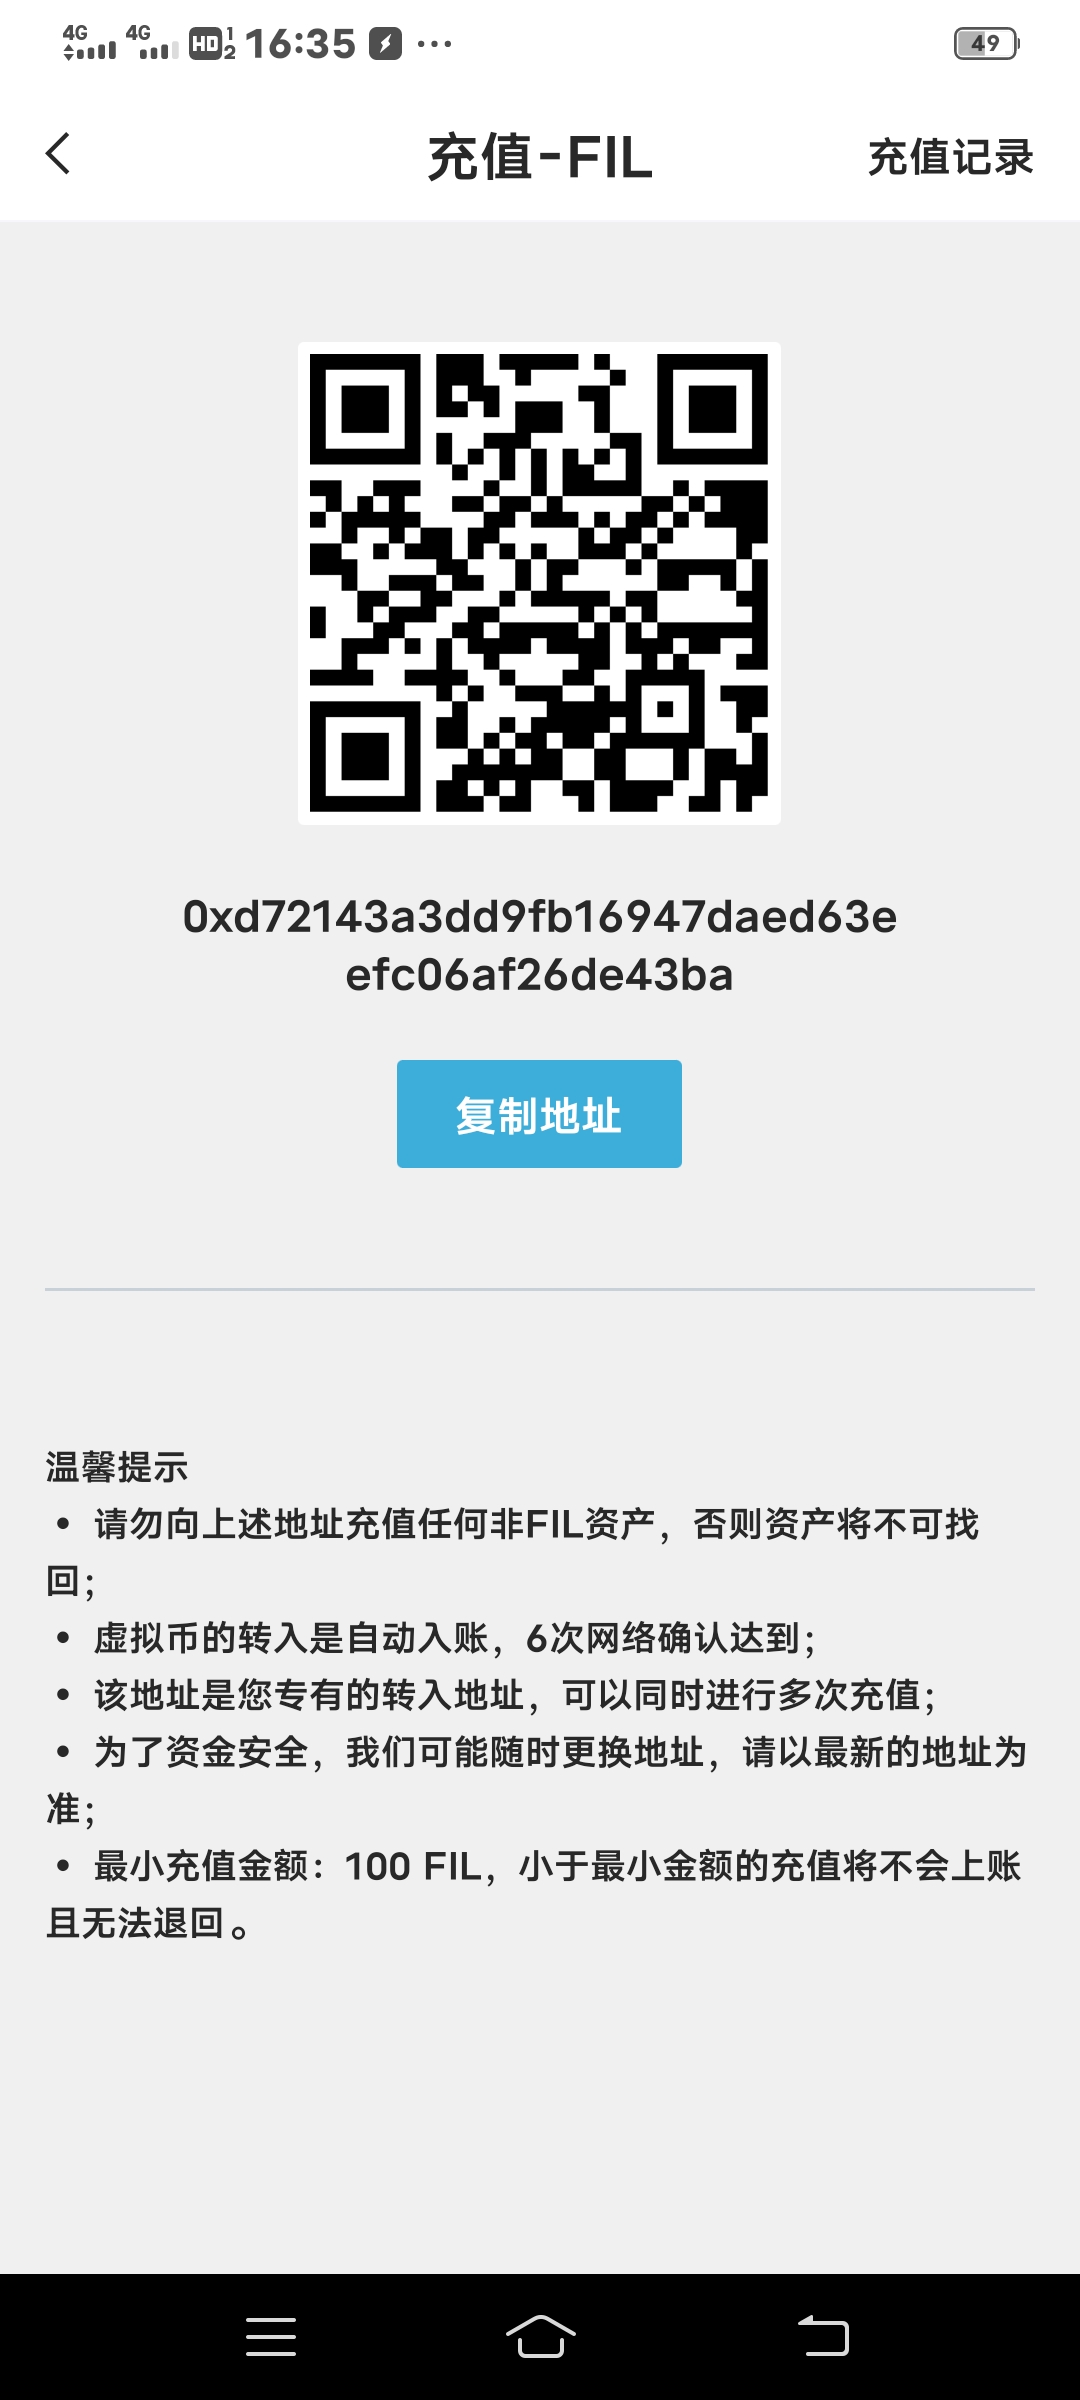 4G 4G HD 1 2 16:35 ··· 49
充值-FIL 充值记录
0xd72143a3dd9fb16947daed63e
efc06af26de43ba
复制地址
温馨提示
• 请勿向上述地址充值任何非FIL资产，否则资产将不可找
回；
• 虚拟币的转入是自动入账，6次网络确认达到；
• 该地址是您专有的转入地址，可以同时进行多次充值；
• 为了资金安全，我们可能随时更换地址，请以最新的地址为
准；
• 最小充值金额：100 FIL，小于最小金额的充值将不会上账
且无法退回。